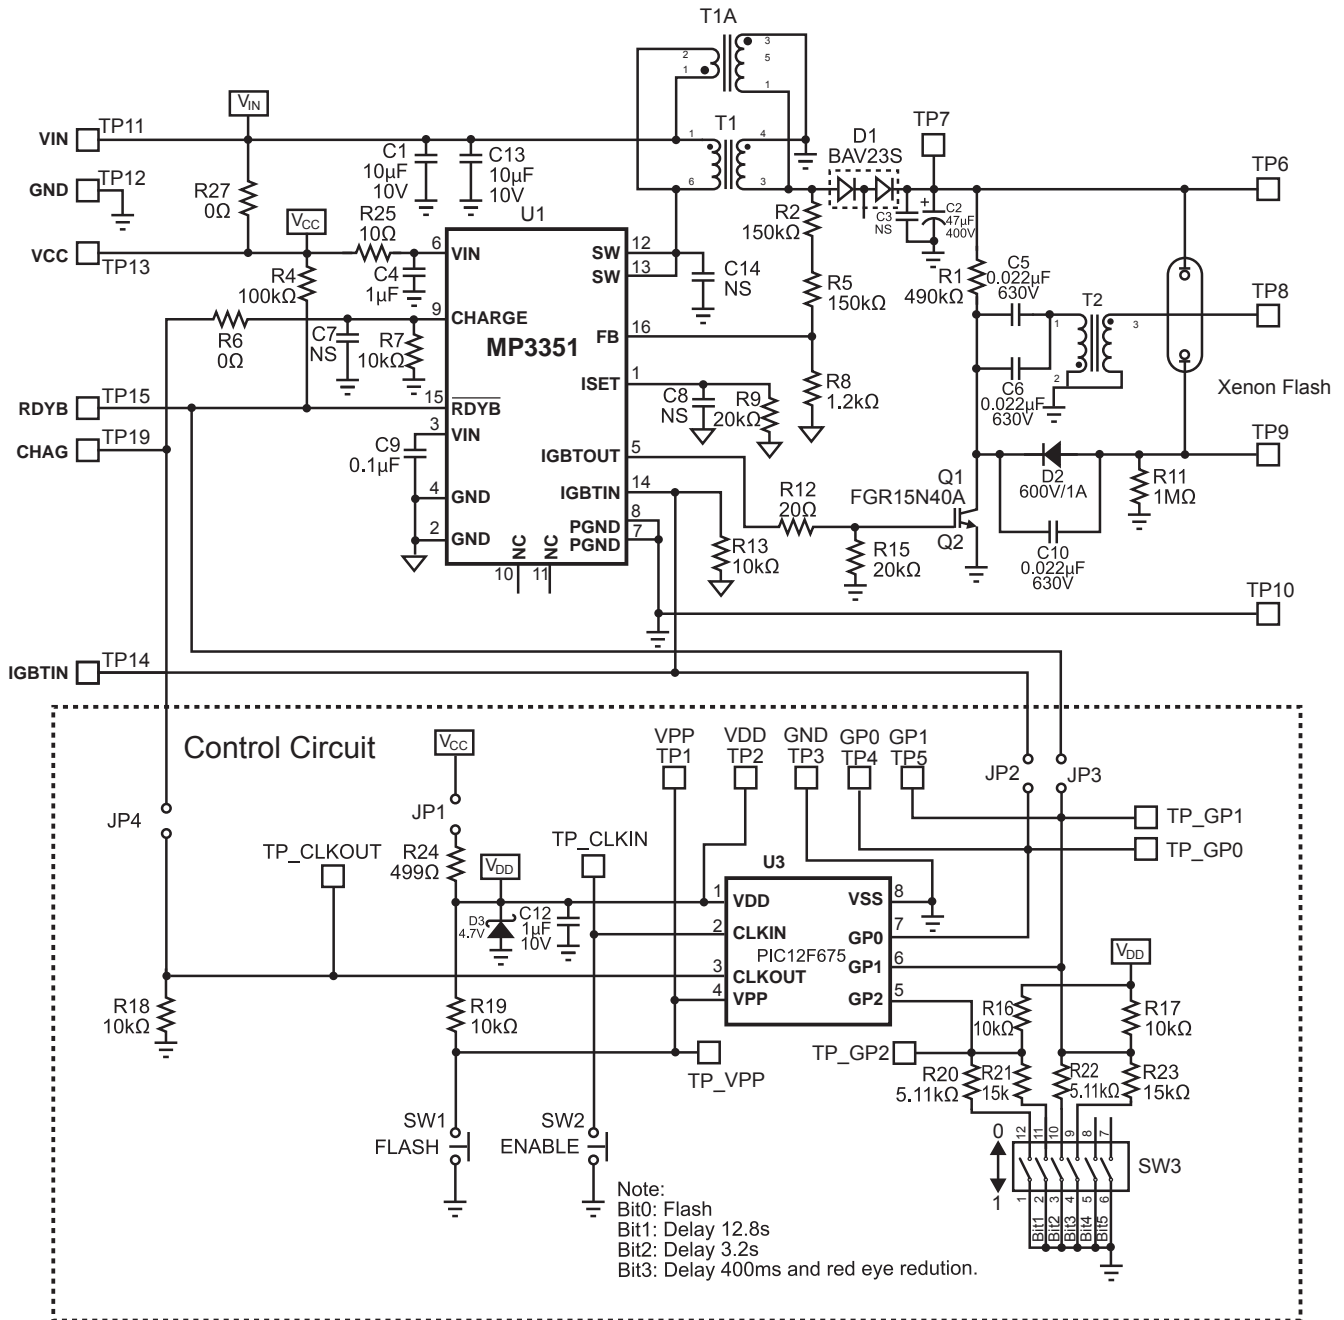 T1A
2
1
3
5
1
VIN
VIN
TP11
T1
1
6
4
3
D1
BAV23S
TP7
C1
10µF
10V
C13
10µF
10V
GND
TP12
R27
0Ω
TP6
VCC
TP13
VCC
R25
10Ω
R4
100kΩ
C4
1µF
U1
6
VIN
9
CHARGE
MP3351
15
RDYB
3
VIN
4
GND
2
GND
NC
10
NC
11
SW
12
SW
13
FB
16
ISET
1
IGBTOUT
5
IGBTIN
14
PGND
8
PGND
7
C14
NS
R2
150kΩ
R5
150kΩ
R8
1.2kΩ
C3
NS
+
C2
47µF
400V
R1
490kΩ
C5
0.022µF
630V
C6
0.022µF
630V
T2
1
2
3
TP8
Xenon Flash
R6
0Ω
C7
NS
R7
10kΩ
RDYB
TP15
CHAG
TP19
C9
0.1µF
C8
NS
R9
20kΩ
R12
20Ω
Q1
FGR15N40A
Q2
R15
20kΩ
R13
10kΩ
D2
600V/1A
C10
0.022µF
630V
R11
1MΩ
TP9
TP10
IGBTIN
TP14
Control Circuit
VCC
JP4
JP1
R24
499Ω
VDD
D3
4.7V
C12
1µF
10V
TP_CLKOUT
TP_CLKIN
VPP
TP1
VDD
TP2
GND
TP3
GP0
TP4
GP1
TP5
JP2
JP3
TP_GP1
TP_GP0
U3
1
VDD
2
CLKIN
3
CLKOUT
4
VPP
PIC12F675
VSS
8
GP0
7
GP1
6
GP2
5
VDD
R18
10kΩ
R19
10kΩ
TP_VPP
R16
10kΩ
R17
10kΩ
TP_GP2
R20
5.11kΩ
R21
15k
R22
5.11kΩ
R23
15kΩ
SW1
FLASH
SW2
ENABLE
0
1
12
11
10
9
8
7
SW3
1
2
3
4
5
6
Bit1
Bit2
Bit3
Bit4
Bit5
Note:
Bit0: Flash
Bit1: Delay 12.8s
Bit2: Delay 3.2s
Bit3: Delay 400ms and red eye redution.